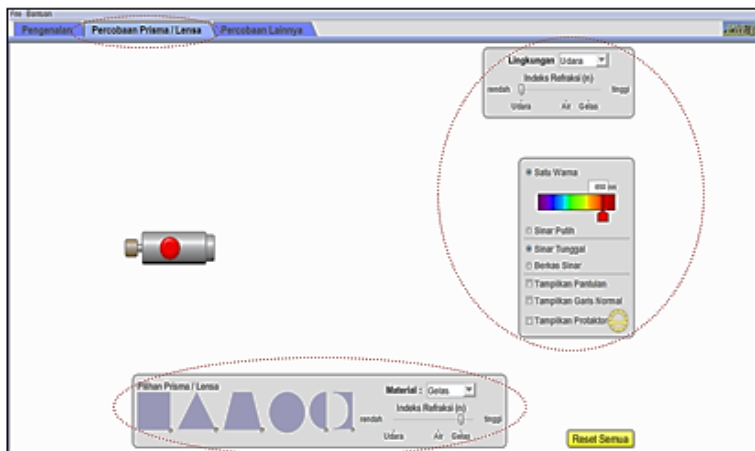 File Bantuan
Pengenalan Percobaan Prisma / Lensa Percobaan Lainnya
Lingkungan Udara
Indeks Refraksi (n)
rendah tinggi
Udara Air Gelas
Satu Warna
650
Sinar Putih
Sinar Tunggal
Berkas Sinar
Tampilkan Pantulan
Tampilkan Garis Normal
Tampilkan Protaktor
Pilihan Prisma / Lensa
Material : Gelas
Indeks Refraksi (n)
rendah tinggi
Udara Air Gelas
Reset Semua